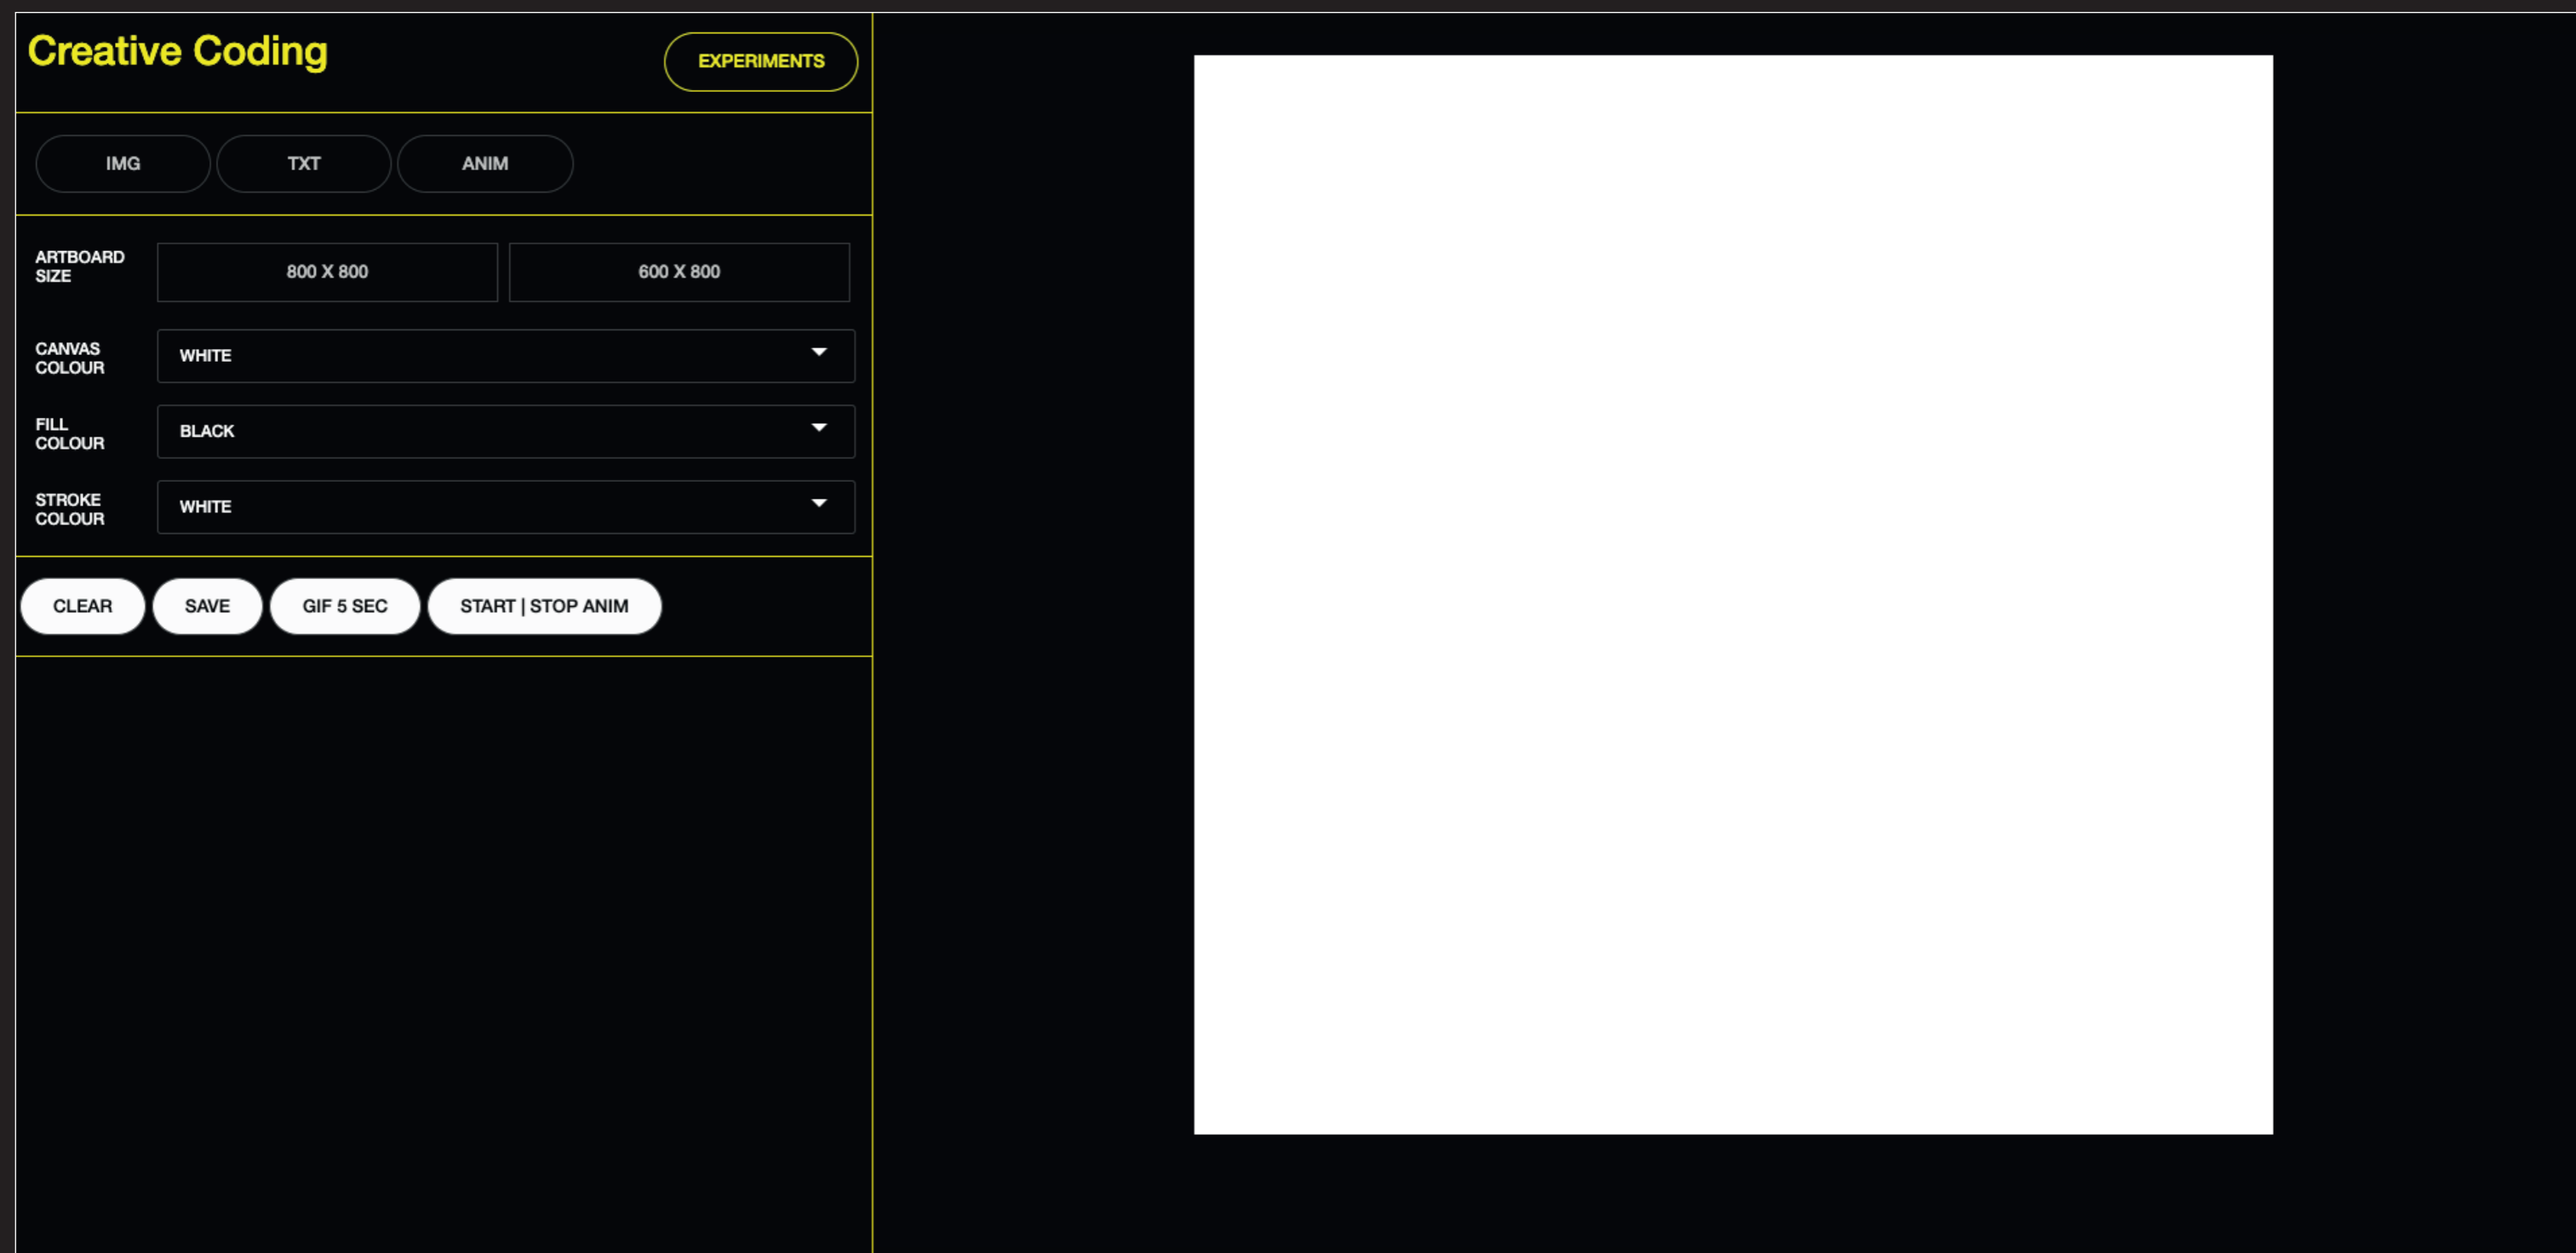 Creative Coding
EXPERIMENTS
IMG TXT ANIM
ARTBOARD
SIZE
800 X 800 600 X 800
CANVAS
COLOUR
WHITE
FILL
COLOUR
BLACK
STROKE
COLOUR
WHITE
CLEAR SAVE GIF 5 SEC START | STOP ANIM